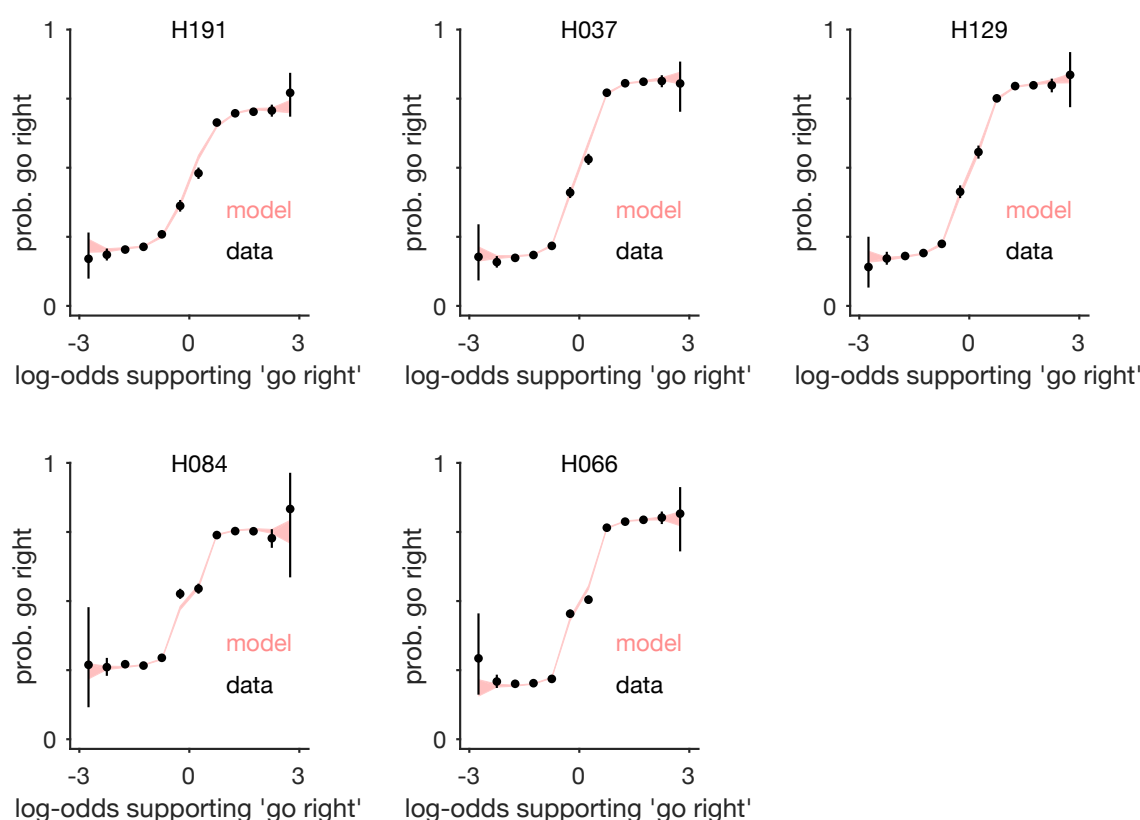 H191
1
prob. go right
model
data
0
-3 0 3
log-odds supporting 'go right'
H037
1
prob. go right
model
data
0
-3 0 3
log-odds supporting 'go right'
H129
1
prob. go right
model
data
0
-3 0 3
log-odds supporting 'go right'
H084
1
prob. go right
model
data
0
-3 0 3
log-odds supporting 'go right'
H066
1
prob. go right
model
data
0
-3 0 3
log-odds supporting 'go right'